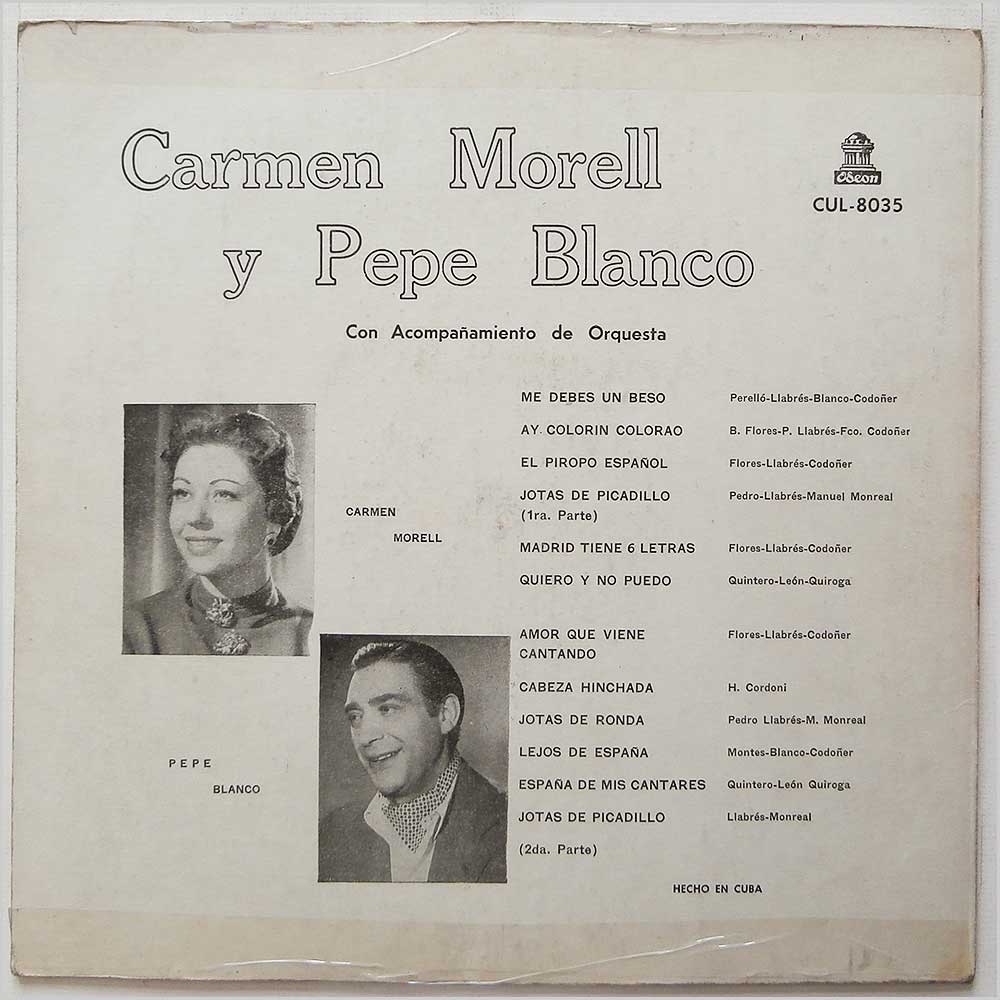 Carmen Morell
y Pepe Blanco
Odeon
CUL-8035
Con Acompañamiento de Orquesta
ME DEBES UN BESO Perelló-Llabrés-Blanco-Codoñer
AY COLORIN COLORAO B. Flores-P. Llabrés-Fco. Codoñer
EL PIROPO ESPAÑOL Flores-Llabrés-Codoñer
JOTAS DE PICADILLO Pedro-Llabrés-Manuel Monreal
(1ra. Parte)
MADRID TIENE 6 LETRAS Flores-Llabrés-Codoñer
QUIERO Y NO PUEDO Quintero-León-Quiroga
AMOR QUE VIENE Flores-Llabrés-Codoñer
CANTANDO
CABEZA HINCHADA H. Cordoni
JOTAS DE RONDA Pedro Llabrés-M. Monreal
LEJOS DE ESPAÑA Montes-Blanco-Codoñer
ESPAÑA DE MIS CANTARES Quintero-León Quiroga
JOTAS DE PICADILLO Llabrés-Monreal
(2da. Parte)
CARMEN
MORELL
PEPE
BLANCO
HECHO EN CUBA